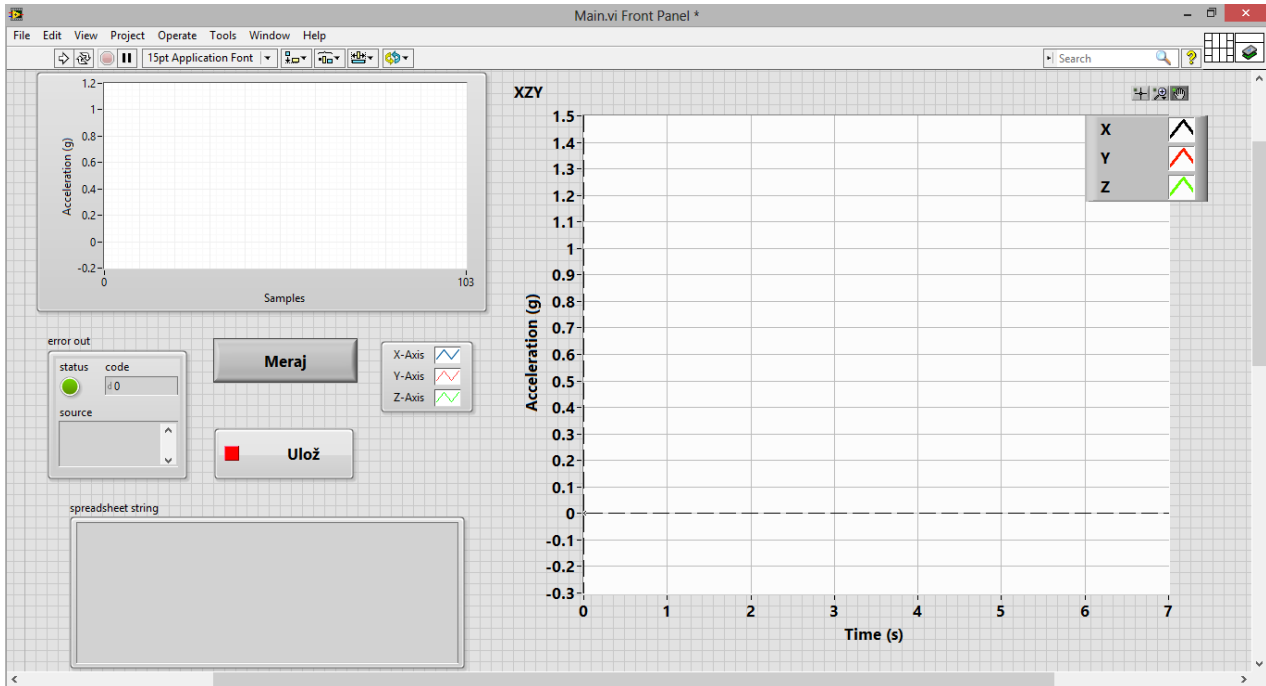 Main.vi Front Panel *
File Edit View Project Operate Tools Window Help
15pt Application Font
Search
1.2
1
0.8
0.6
0.4
0.2
0
-0.2
Acceleration (g)
0
103
Samples
error out
status code
d 0
source
Meraj
Ulož
X-Axis
Y-Axis
Z-Axis
spreadsheet string
XZY
1.5
1.4
1.3
1.2
1.1
1
0.9
0.8
0.7
0.6
0.5
0.4
0.3
0.2
0.1
0
-0.1
-0.2
-0.3
Acceleration (g)
0 1 2 3 4 5 6 7
Time (s)
X
Y
Z